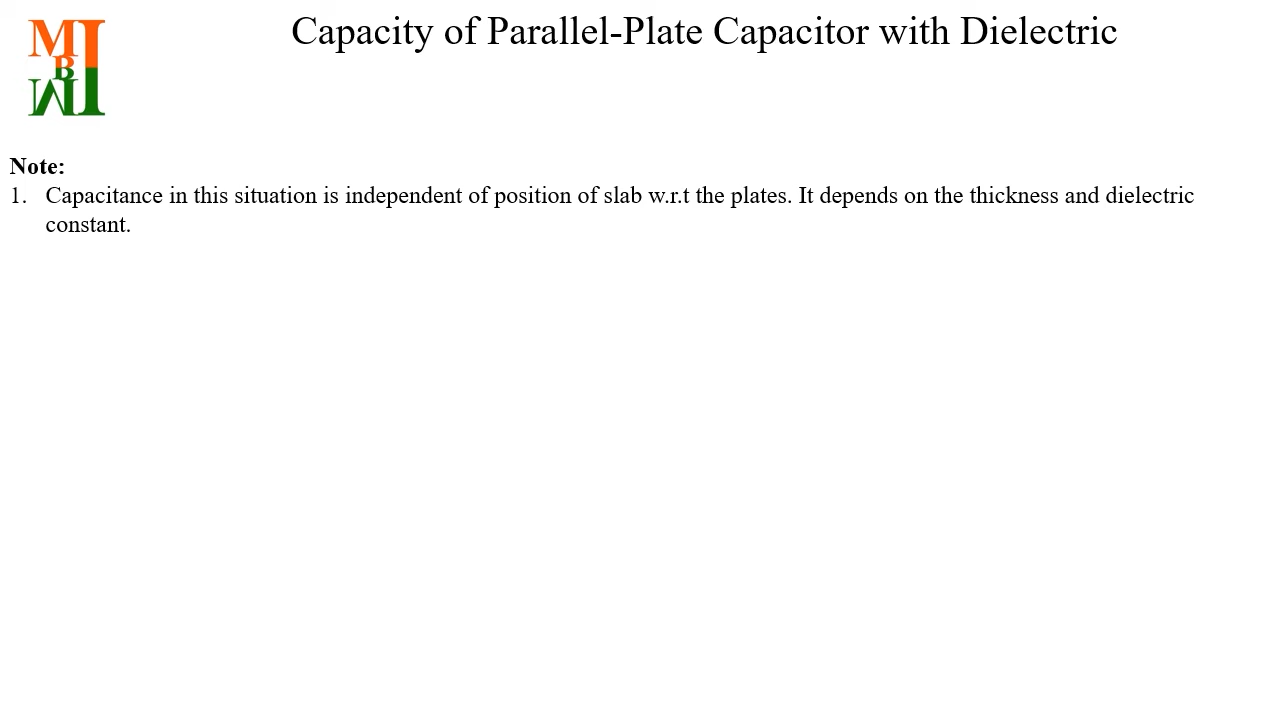 Capacity of Parallel-Plate Capacitor with Dielectric
MI
B
M
Note:
1. Capacitance in this situation is independent of position of slab w.r.t the plates. It depends on the thickness and dielectric
constant.